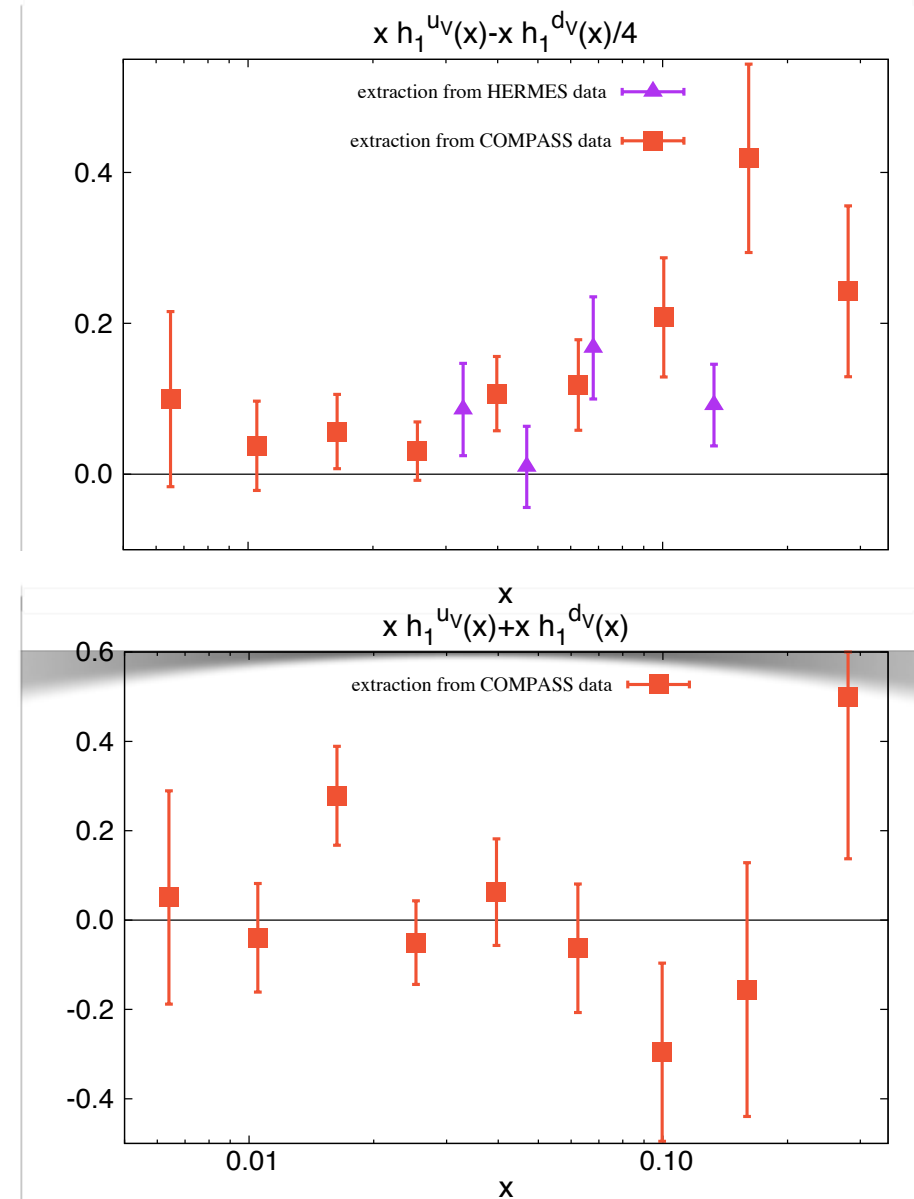 x h₁ᵘⱽ(x)-x h₁ᵈⱽ(x)/4
extraction from HERMES data
extraction from COMPASS data
0.4
0.2
0.0
x
x h₁ᵘⱽ(x)+x h₁ᵈⱽ(x)
0.6
extraction from COMPASS data
0.4
0.2
0.0
-0.2
-0.4
0.01 0.10
x